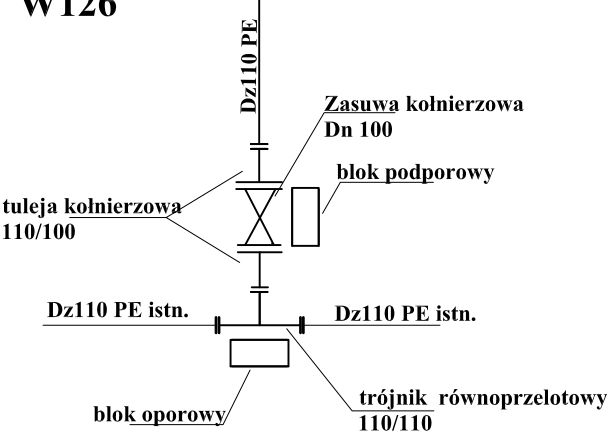 W126
Dz110 PE
Zasuwa kołnierzowa
Dn 100
blok podporowy
tuleja kołnierzowa
110/100
Dz110 PE istn.
Dz110 PE istn.
trójnik równoprzelotowy
110/110
blok oporowy